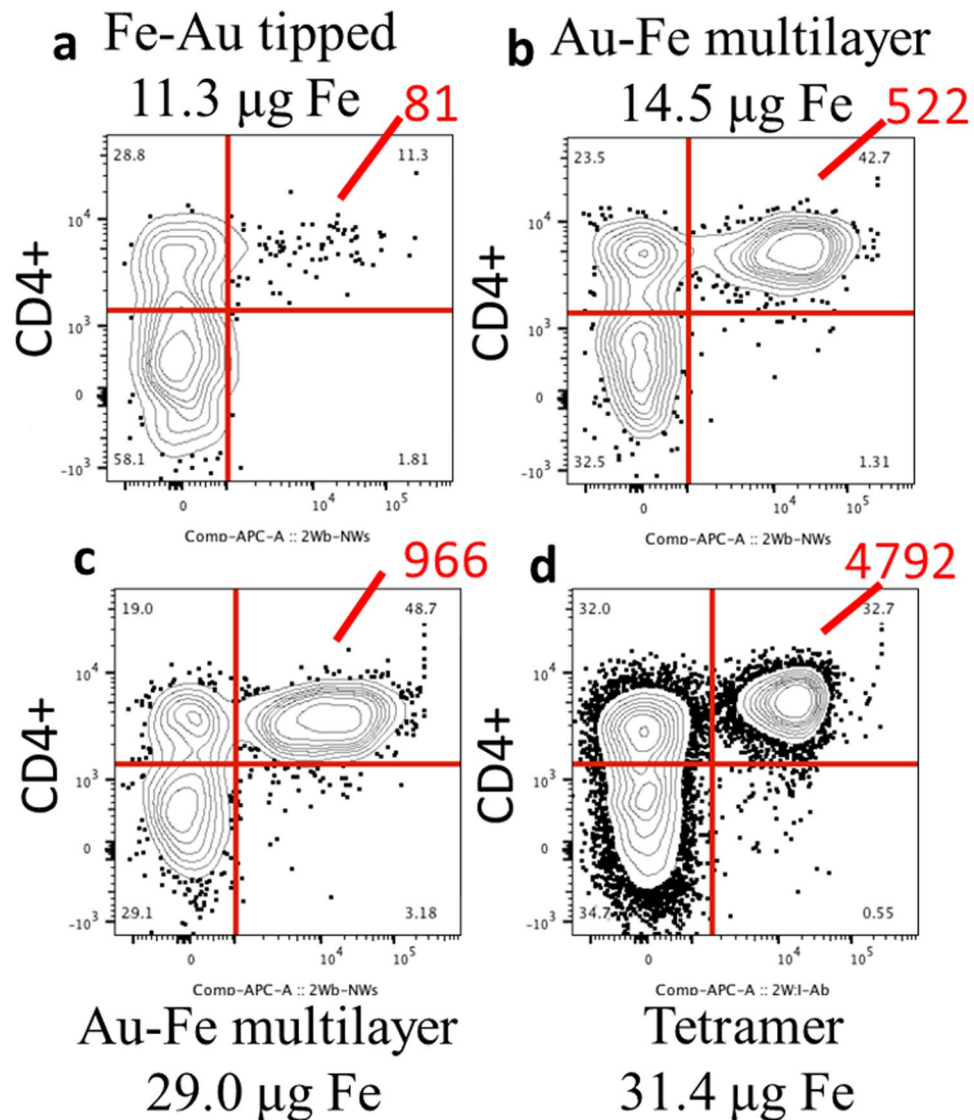 a Fe-Au tipped
11.3 µg Fe
81
28.8
11.3
10⁴
10³
0
-10³
CD4+
58.1
1.81
0
10⁴
10⁵
Comp-APC-A :: 2Wb-NWs
b Au-Fe multilayer
14.5 µg Fe
522
23.5
42.7
10⁴
10³
0
-10³
CD4+
32.5
1.31
0
10⁴
10⁵
Comp-APC-A :: 2Wb-NWs
c
966
19.0
48.7
10⁴
10³
0
-10³
CD4+
29.1
3.18
0
10⁴
10⁵
Comp-APC-A :: 2Wb-NWs
Au-Fe multilayer
29.0 µg Fe
d
4792
32.0
32.7
10⁴
10³
0
-10³
CD4+
34.7
0.55
0
10⁴
10⁵
Comp-APC-A :: 2W:I-Ab
Tetramer
31.4 µg Fe